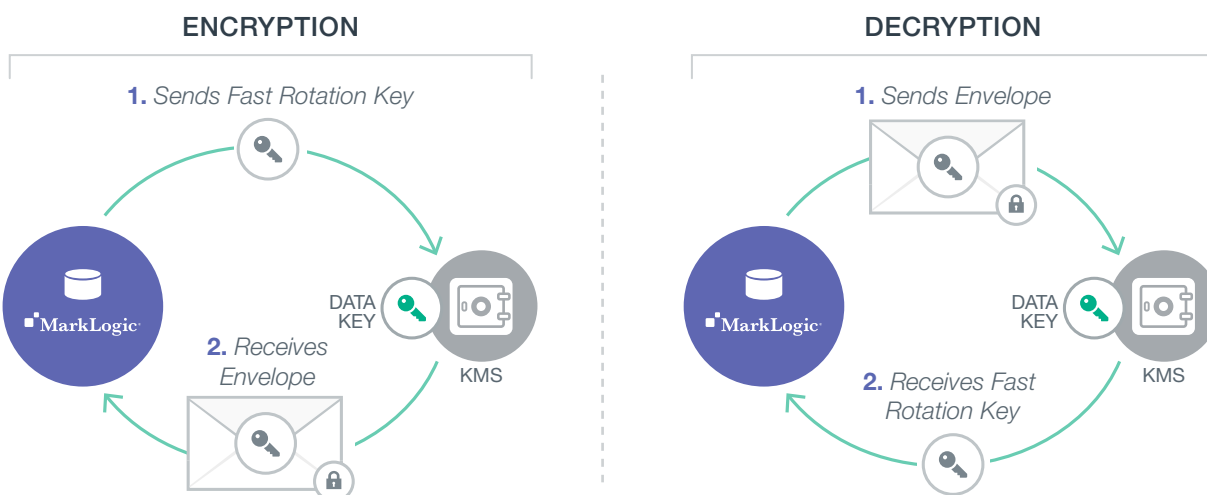 ENCRYPTION
1. Sends Fast Rotation Key
MarkLogic
DATA
KEY
KMS
2. Receives
Envelope
DECRYPTION
1. Sends Envelope
MarkLogic
DATA
KEY
KMS
2. Receives Fast
Rotation Key